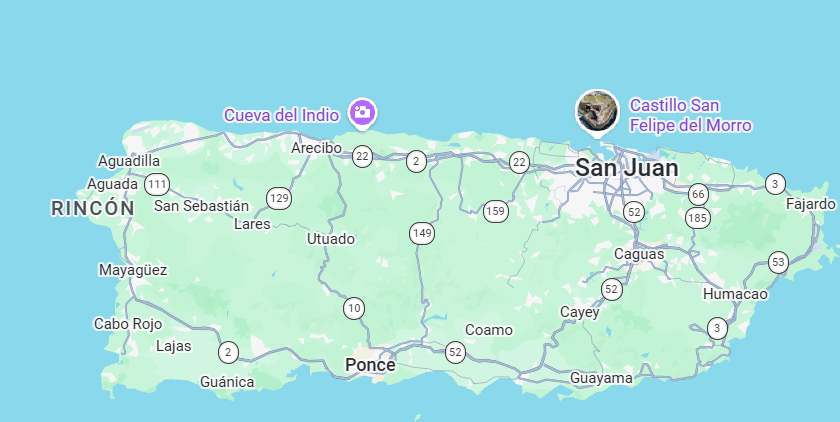 Cueva del Indio
Castillo San
Felipe del Morro
Arecibo
22
2
22
San Juan
Aguadilla
Aguada
111
RINCÓN
San Sebastián
129
Lares
159
66
3
185
52
Fajardo
Utuado
149
Caguas
53
Mayagüez
52
Humacao
10
Cayey
Cabo Rojo
Coamo
3
Lajas
2
52
Ponce
Guánica
Guayama